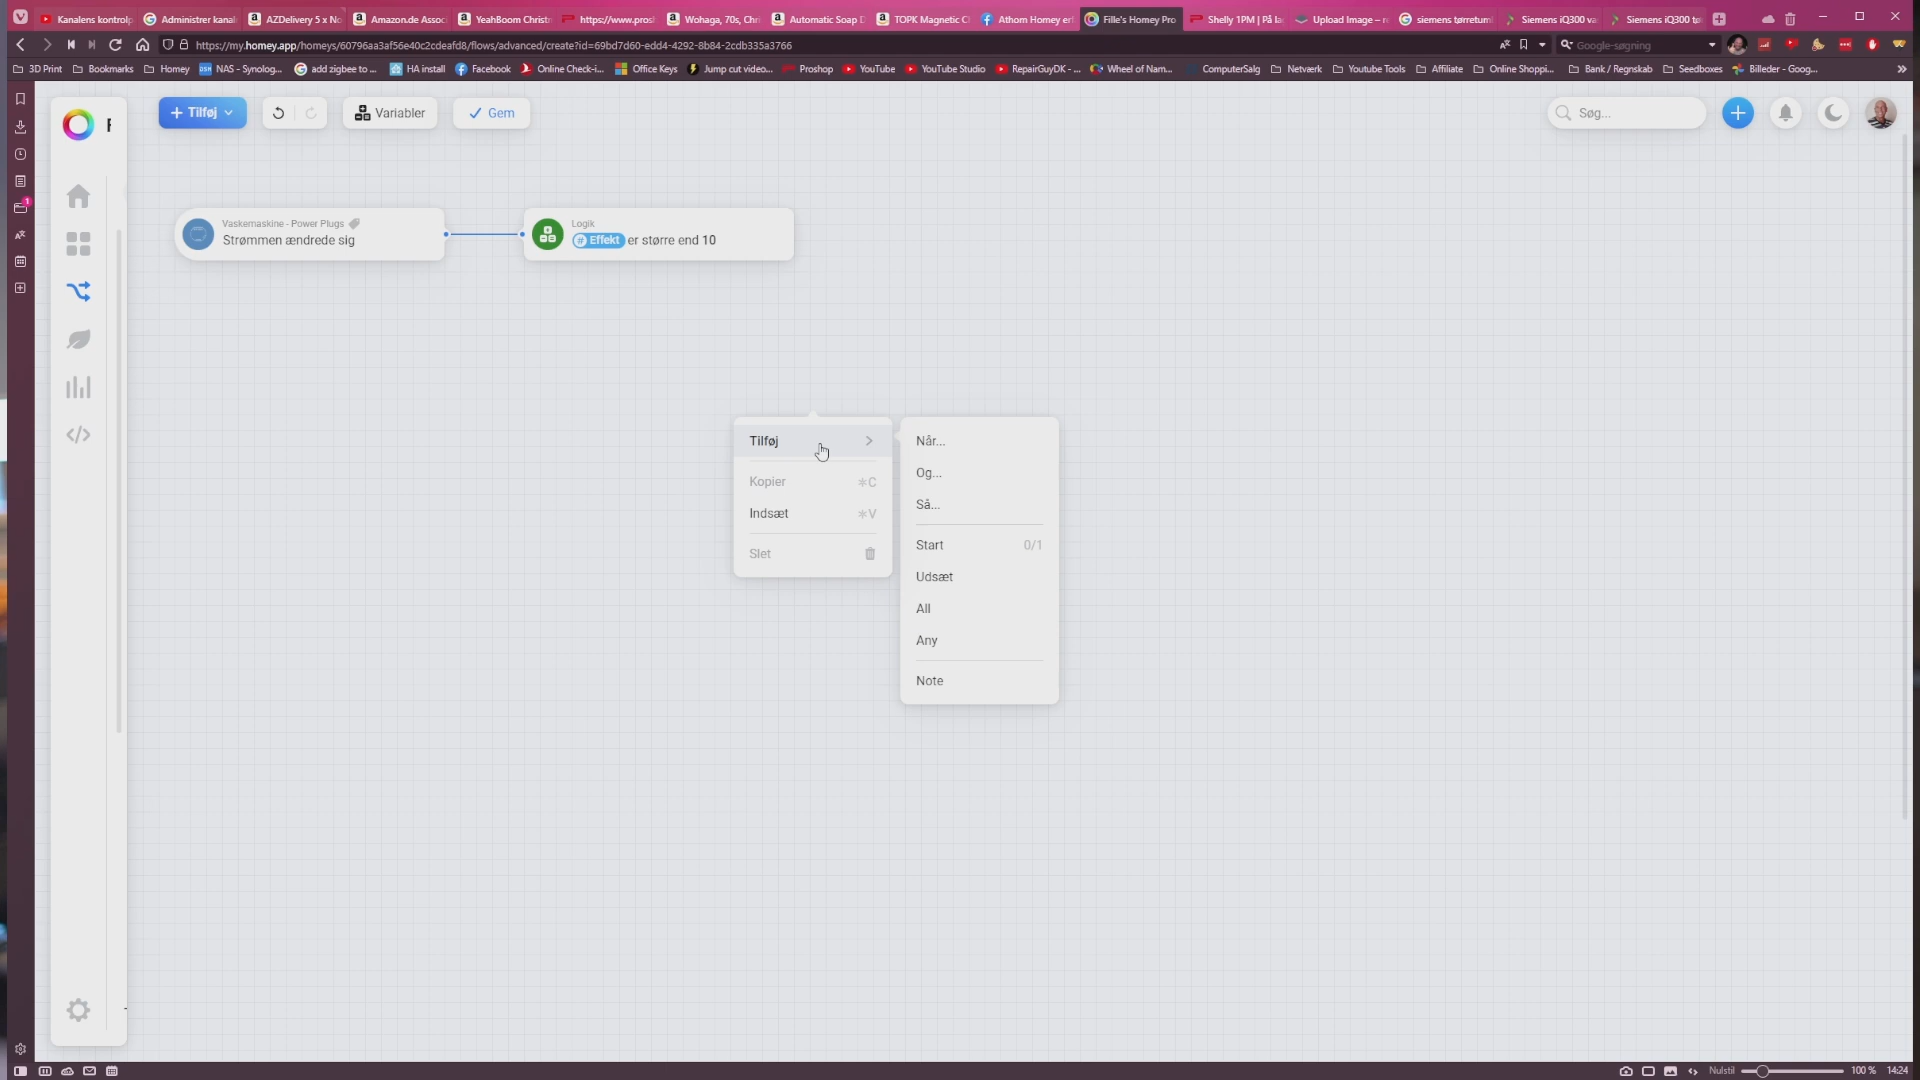 Kanalens kontrolp
Administrer kanal
AZDelivery 5 x No
Amazon.de Assoc
YeahBoom Christn
https://www.prosh
Wohaga, 70s, Chri
Automatic Soap D
TOPK Magnetic C
Athom Homey erf
Fille's Homey Pro
Shelly 1PM | På la
Upload Image – r
siemens tørretum
Siemens iQ300 va
Siemens iQ300 tø
https://my.homey.app/homeys/60796aa3af56e40c2cdeafd8/flows/advanced/create?id=69bd7d60-edd4-4292-8b84-2cdb335a3766
Google-søgning
3D Print
Bookmarks
Homey
NAS - Synolog...
add zigbee to ...
HA install
Facebook
Online Check-i...
Office Keys
Jump cut video...
Proshop
YouTube
YouTube Studio
RepairGuyDK - ...
Wheel of Nam...
ComputerSalg
Netværk
Youtube Tools
Affiliate
Online Shoppi...
Bank / Regnskab
Seedboxes
Billeder - Goog...
Tilføj
Variabler
Gem
Søg...
Vaskemaskine - Power Plugs
Strømmen ændrede sig
Logik
# Effekt er større end 10
Tilføj
Kopier ⁎C
Indsæt ⁎V
Slet
Når...
Og...
Så...
Start 0/1
Udsæt
All
Any
Note
Nulstil
100 %
14:24